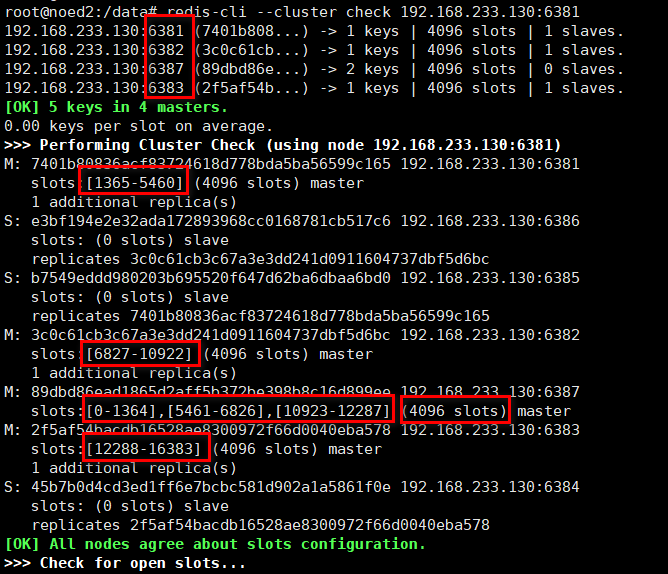 root@noed2:/data# redis-cli --cluster check 192.168.233.130:6381
192.168.233.130:6381 (7401b808...) -> 1 keys | 4096 slots | 1 slaves.
192.168.233.130:6382 (3c0c61cb...) -> 1 keys | 4096 slots | 1 slaves.
192.168.233.130:6387 (89dbd86e...) -> 2 keys | 4096 slots | 0 slaves.
192.168.233.130:6383 (2f5af54b...) -> 1 keys | 4096 slots | 1 slaves.
[OK] 5 keys in 4 masters.
0.00 keys per slot on average.
>>> Performing Cluster Check (using node 192.168.233.130:6381)
M: 7401b80836acf83724618d778bda5ba56599c165 192.168.233.130:6381
slots:[1365-5460] (4096 slots) master
1 additional replica(s)
S: e3bf194e2e32ada172893968cc0168781cb517c6 192.168.233.130:6386
slots: (0 slots) slave
replicates 3c0c61cb3c67a3e3dd241d0911604737dbf5d6bc
S: b7549eddd980203b695520f647d62ba6dbaa6bd0 192.168.233.130:6385
slots: (0 slots) slave
replicates 7401b80836acf83724618d778bda5ba56599c165
M: 3c0c61cb3c67a3e3dd241d0911604737dbf5d6bc 192.168.233.130:6382
slots:[6827-10922] (4096 slots) master
1 additional replica(s)
M: 89dbd86ead1865d2aff5b372be398b8c16d899ee 192.168.233.130:6387
slots:[0-1364],[5461-6826],[10923-12287] (4096 slots) master
M: 2f5af54bacdb16528ae8300972f66d0040eba578 192.168.233.130:6383
slots:[12288-16383] (4096 slots) master
1 additional replica(s)
S: 45b7b0d4cd3ed1ff6e7bcbc581d902a1a5861f0e 192.168.233.130:6384
slots: (0 slots) slave
replicates 2f5af54bacdb16528ae8300972f66d0040eba578
[OK] All nodes agree about slots configuration.
>>> Check for open slots...